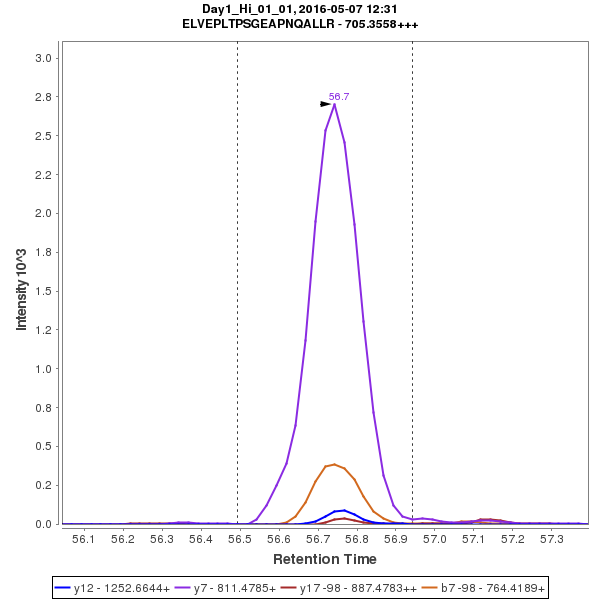 Day1_Hi_01_01, 2016-05-07 12:31
ELVEPLTPSGEAPNQALLR - 705.3558+++
56.7
3.0
2.8
2.5
2.2
2.0
1.8
1.5
1.2
1.0
0.8
0.5
0.2
0.0
Intensity 10^3
56.1 56.2 56.3 56.4 56.5 56.6 56.7 56.8 56.9 57.0 57.1 57.2 57.3
Retention Time
y12 - 1252.6644+ y7 - 811.4785+ y17 -98 - 887.4783++ b7 -98 - 764.4189+